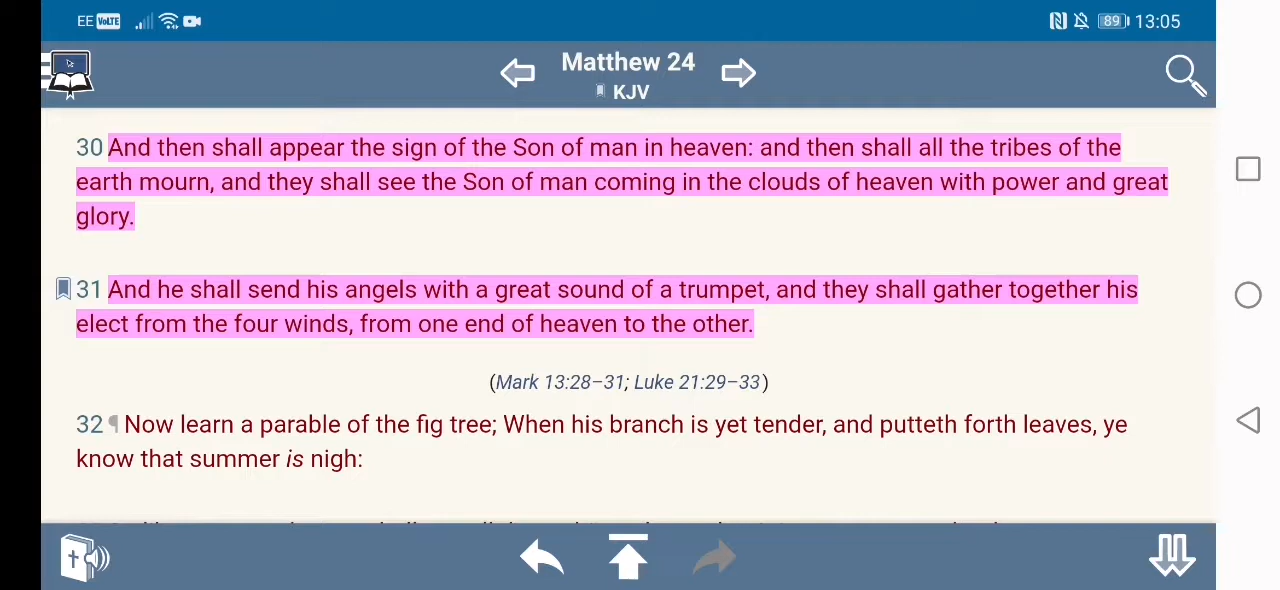 EE VoLTE 89 13:05
Matthew 24
KJV
30 And then shall appear the sign of the Son of man in heaven: and then shall all the tribes of the
earth mourn, and they shall see the Son of man coming in the clouds of heaven with power and great
glory.
31 And he shall send his angels with a great sound of a trumpet, and they shall gather together his
elect from the four winds, from one end of heaven to the other.
(Mark 13:28–31; Luke 21:29–33)
32 ¶ Now learn a parable of the fig tree; When his branch is yet tender, and putteth forth leaves, ye
know that summer is nigh: